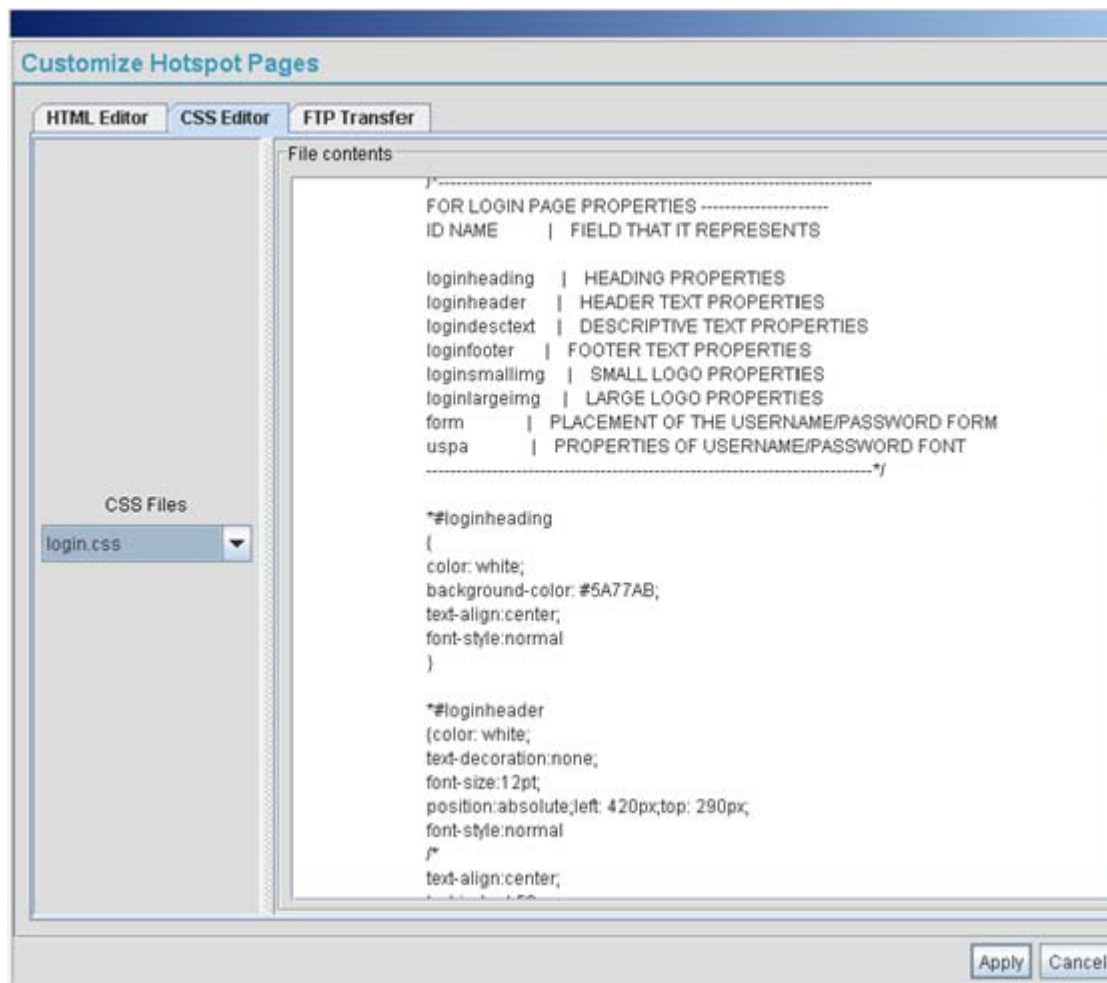 Customize Hotspot Pages
HTML Editor CSS Editor FTP Transfer
File contents
/*--------------------------------------------------------------------------
FOR LOGIN PAGE PROPERTIES ----------------------
ID NAME | FIELD THAT IT REPRESENTS
loginheading | HEADING PROPERTIES
loginheader | HEADER TEXT PROPERTIES
logindesctext | DESCRIPTIVE TEXT PROPERTIES
loginfooter | FOOTER TEXT PROPERTIES
loginsmallimg | SMALL LOGO PROPERTIES
loginlargeimg | LARGE LOGO PROPERTIES
form | PLACEMENT OF THE USERNAME/PASSWORD FORM
uspa | PROPERTIES OF USERNAME/PASSWORD FONT
---------------------------------------------------------------------------*/
CSS Files
login.css
*#loginheading
{
color: white;
background-color: #5A77AB;
text-align:center;
font-style:normal
}
*#loginheader
{color: white;
text-decoration:none;
font-size:12pt;
position:absolute;left: 420px;top: 290px;
font-style:normal
/*
text-align:center;
Apply Cancel